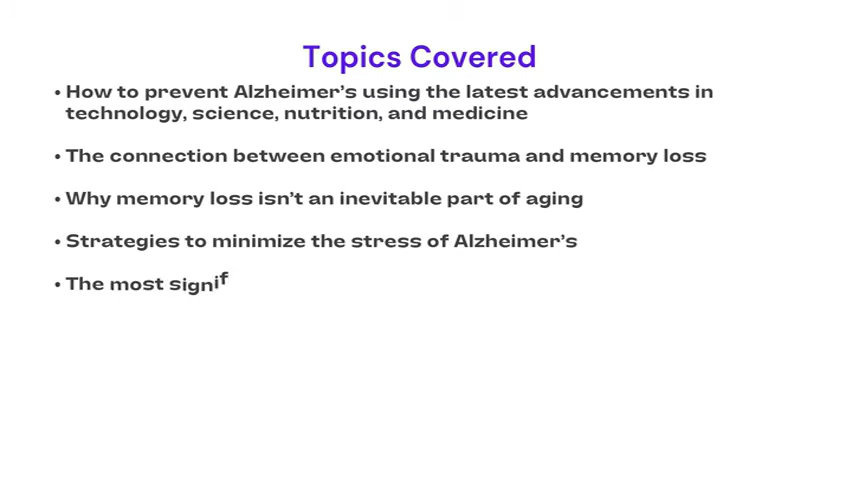 Topics Covered
• How to prevent Alzheimer's using the latest advancements in
technology, science, nutrition, and medicine
• The connection between emotional trauma and memory loss
• Why memory loss isn't an inevitable part of aging
• Strategies to minimize the stress of Alzheimer's
• The most signif